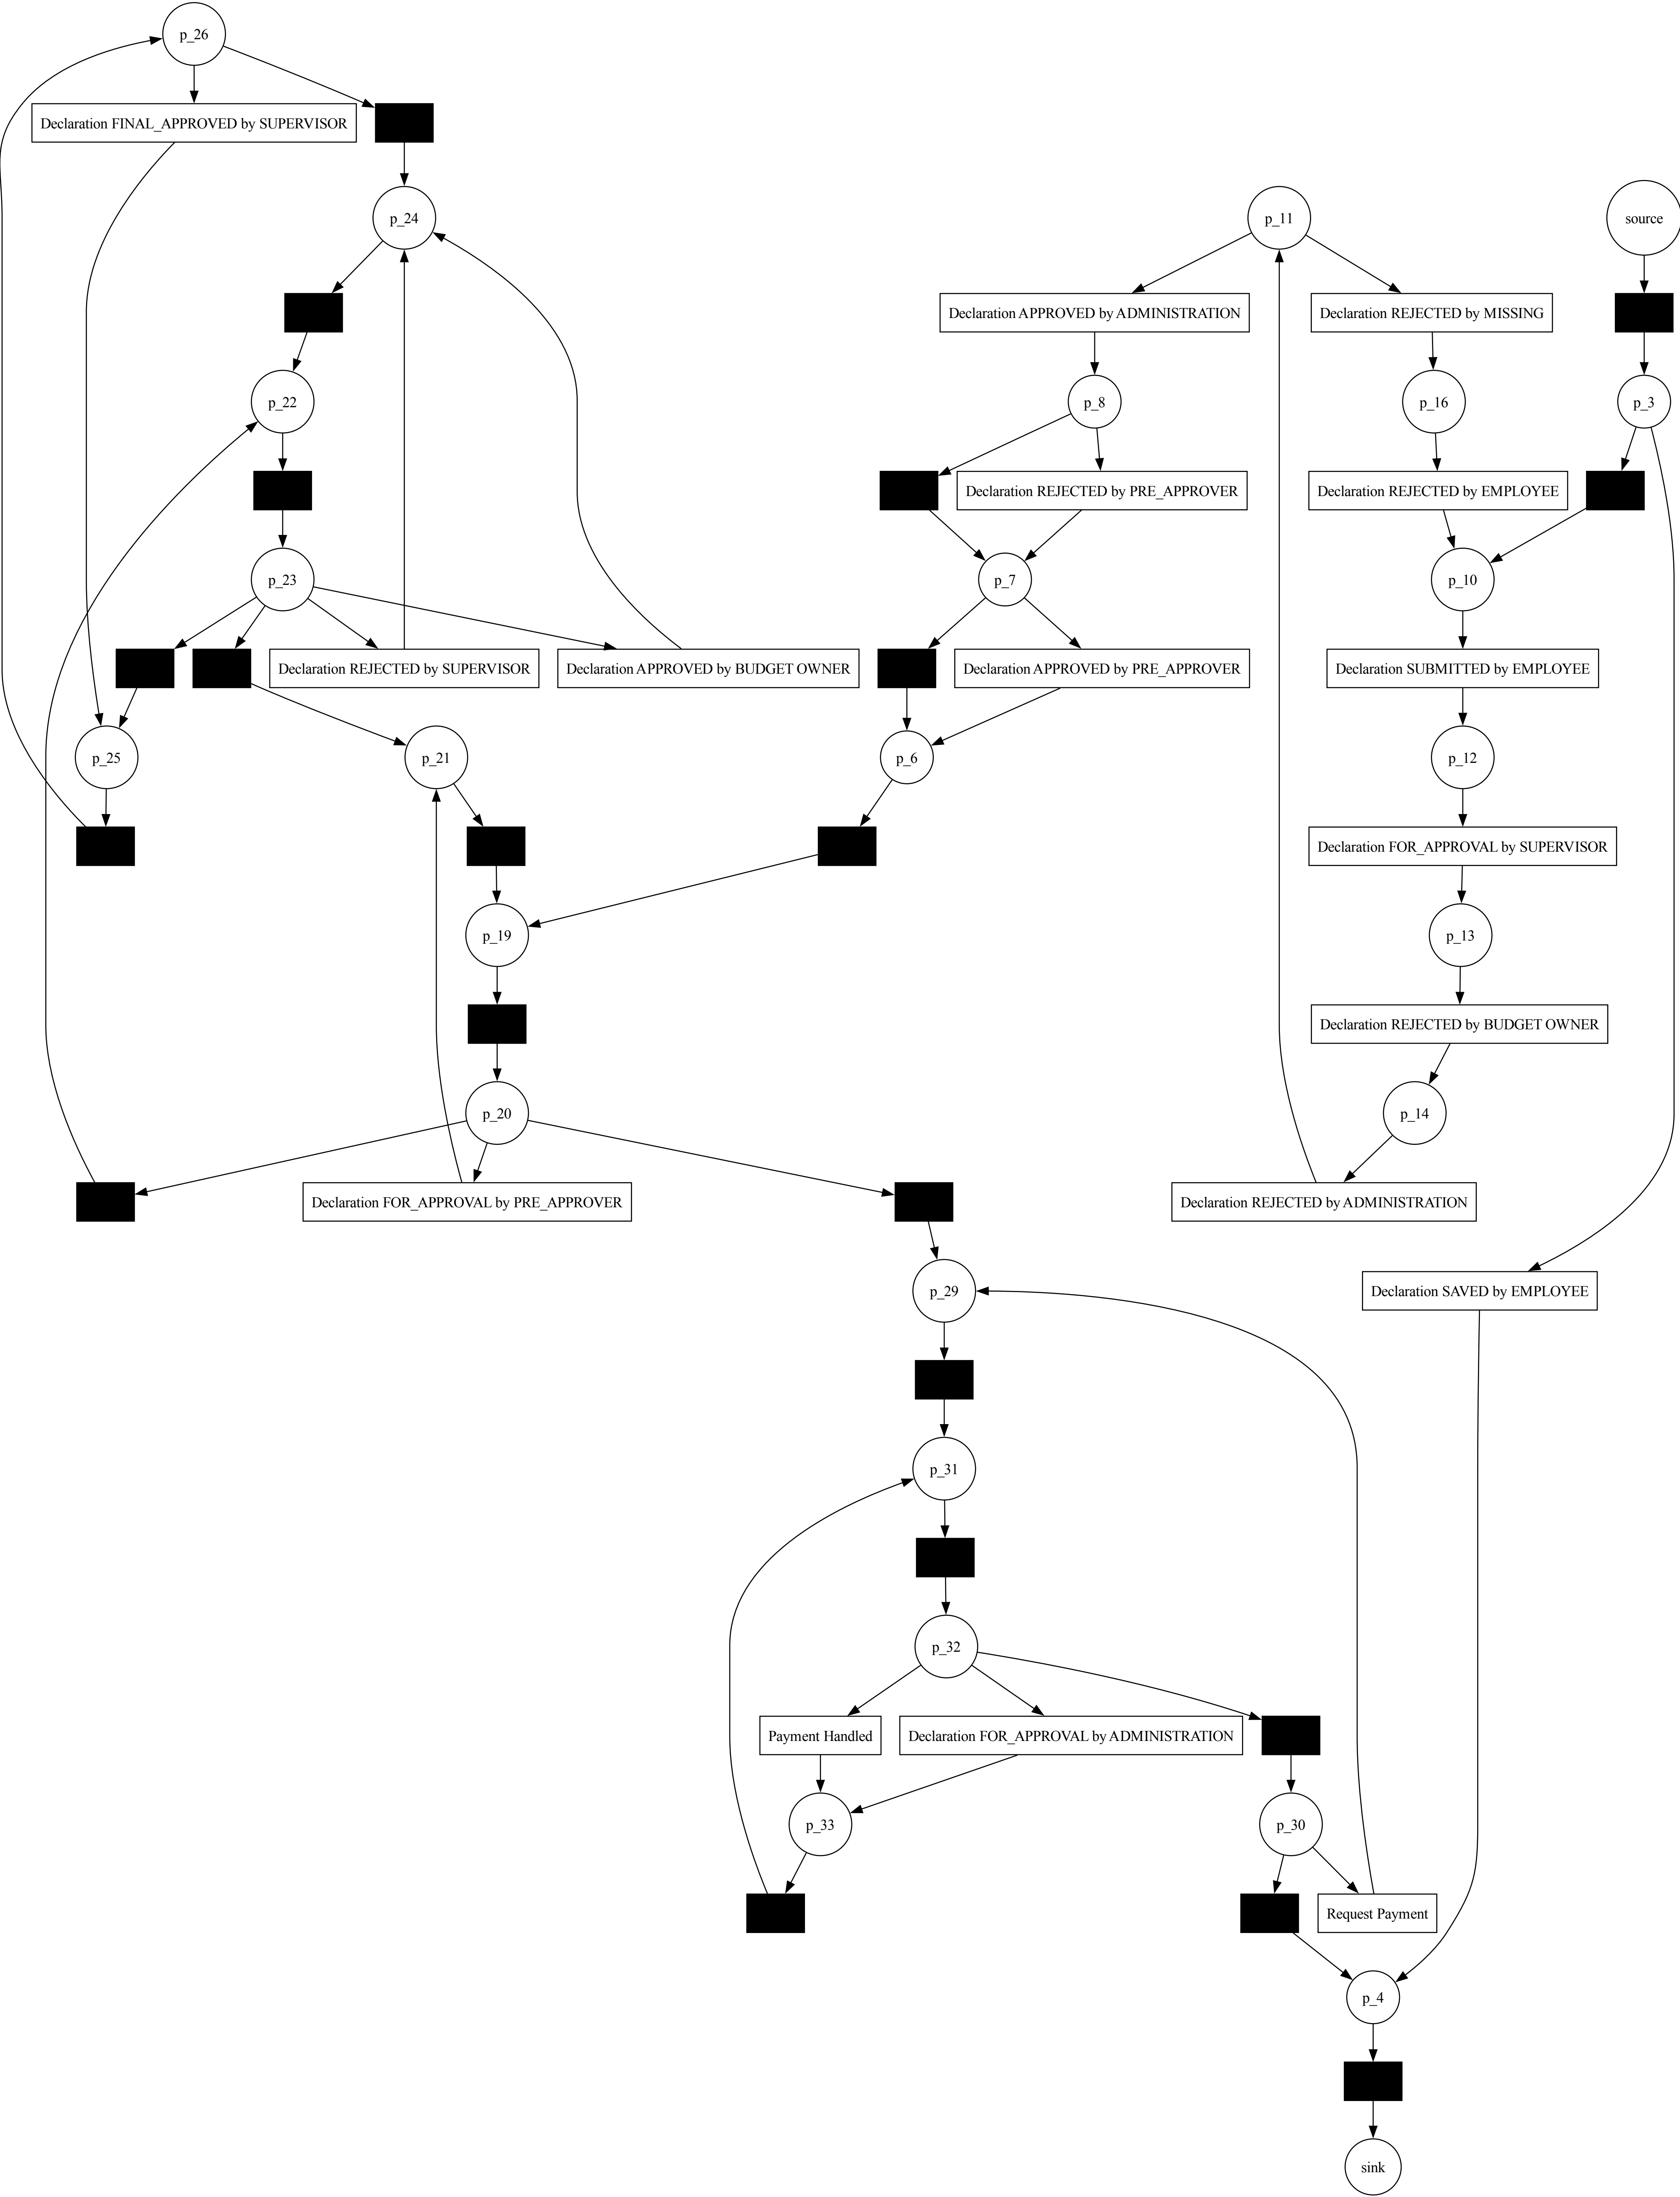 p_26
Declaration FINAL_APPROVED by SUPERVISOR
p_24
p_11
source
Declaration APPROVED by ADMINISTRATION
Declaration REJECTED by MISSING
p_22
p_8
p_16
p_3
Declaration REJECTED by PRE_APPROVER
Declaration REJECTED by EMPLOYEE
p_23
p_7
p_10
Declaration REJECTED by SUPERVISOR
Declaration APPROVED by BUDGET OWNER
Declaration APPROVED by PRE_APPROVER
Declaration SUBMITTED by EMPLOYEE
p_25
p_21
p_6
p_12
Declaration FOR_APPROVAL by SUPERVISOR
p_19
p_13
Declaration REJECTED by BUDGET OWNER
p_20
p_14
Declaration FOR_APPROVAL by PRE_APPROVER
Declaration REJECTED by ADMINISTRATION
p_29
Declaration SAVED by EMPLOYEE
p_31
p_32
Payment Handled
Declaration FOR_APPROVAL by ADMINISTRATION
p_33
p_30
Request Payment
p_4
sink